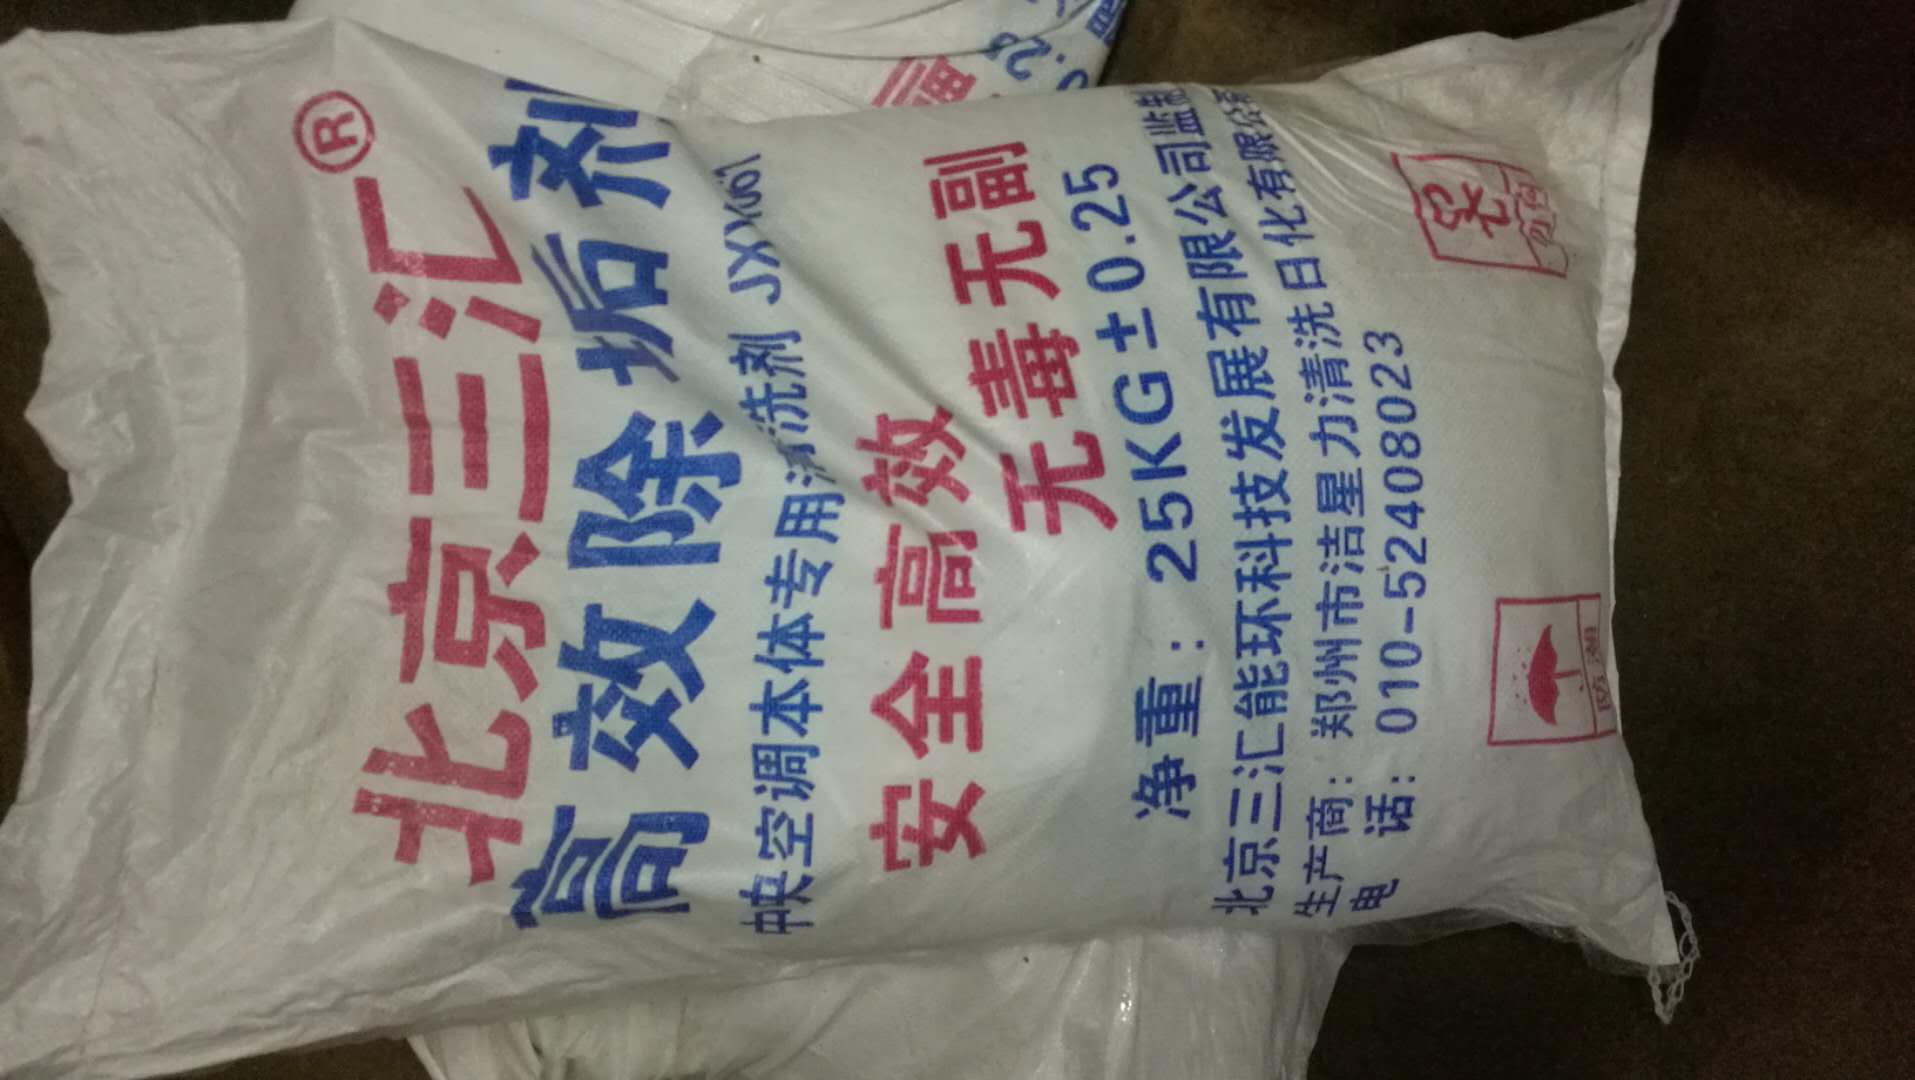 北京三汇®
高效除垢剂
中央空调本体专用清洗剂 JXY661
安全高效
无毒无副
净重：25KG±0.25
北京三汇能环科技发展有限公司监制
生产商：郑州市洁星力清洗日化有限公司
电话：010-52408023
防潮